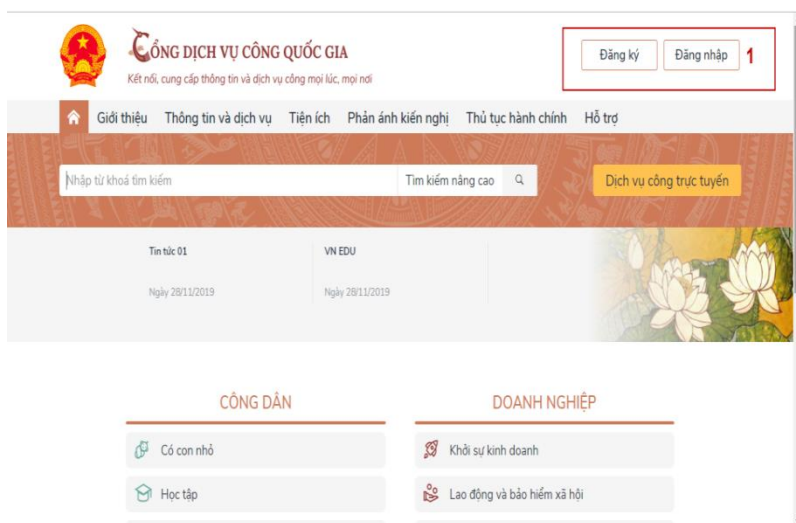 CỔNG DỊCH VỤ CÔNG QUỐC GIA
Kết nối, cung cấp thông tin và dịch vụ công mọi lúc, mọi nơi
Đăng ký Đăng nhập 1
Giới thiệu Thông tin và dịch vụ Tiện ích Phản ánh kiến nghị Thủ tục hành chính Hỗ trợ
Nhập từ khoá tìm kiếm Tìm kiếm nâng cao Dịch vụ công trực tuyến
Tin tức 01 VN EDU
Ngày 28/11/2019 Ngày 28/11/2019
CÔNG DÂN DOANH NGHIỆP
Có con nhỏ Khởi sự kinh doanh
Học tập Lao động và bảo hiểm xã hội